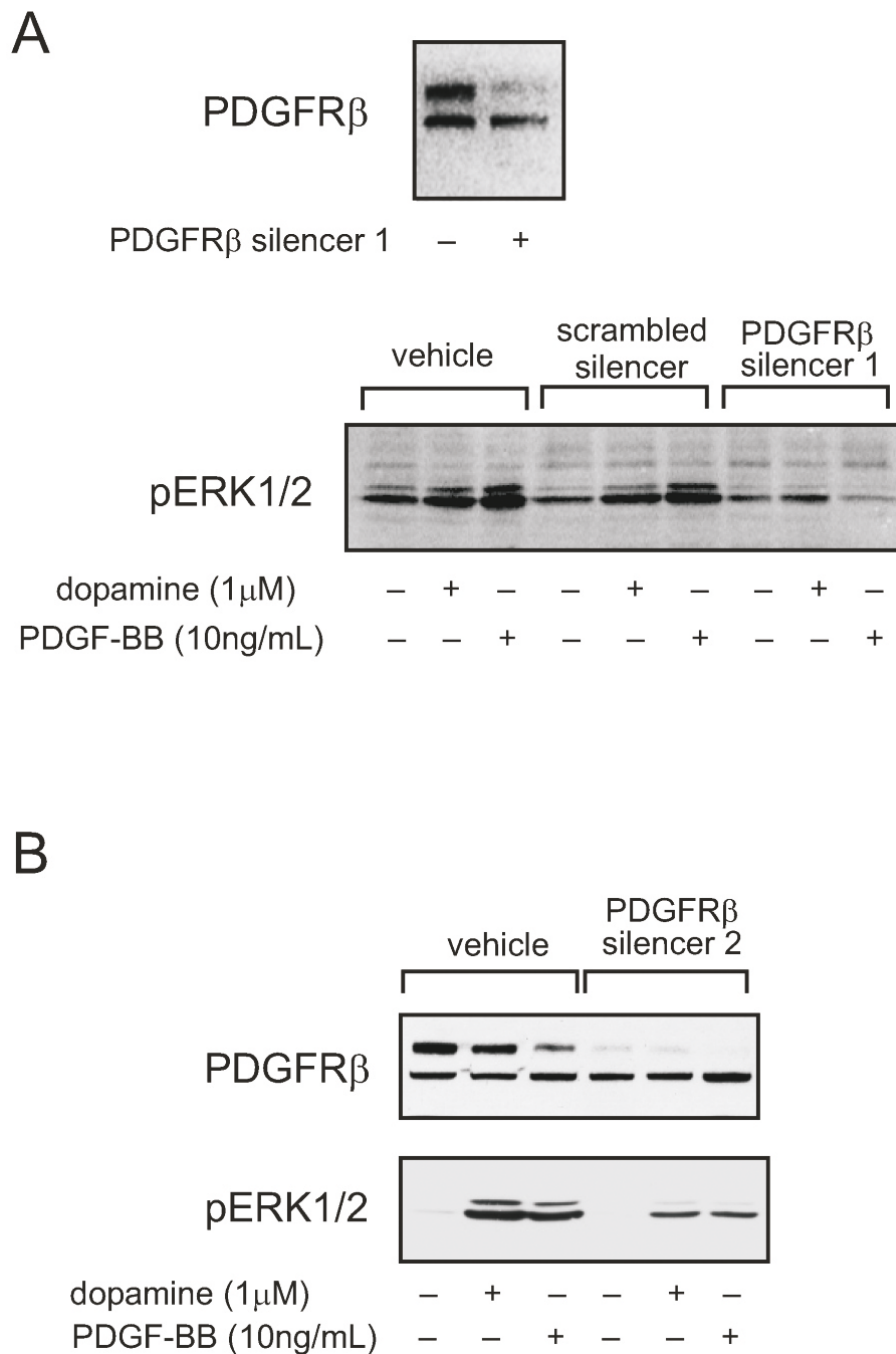 A
PDGFRβ
PDGFRβ silencer 1 – +
vehicle
scrambled
silencer
PDGFRβ
silencer 1
pERK1/2
dopamine (1μM) – + – – + – – + –
PDGF-BB (10ng/mL) – – + – – + – – +
B
vehicle
PDGFRβ
silencer 2
PDGFRβ
pERK1/2
dopamine (1μM) – + – – + –
PDGF-BB (10ng/mL) – – + – – +